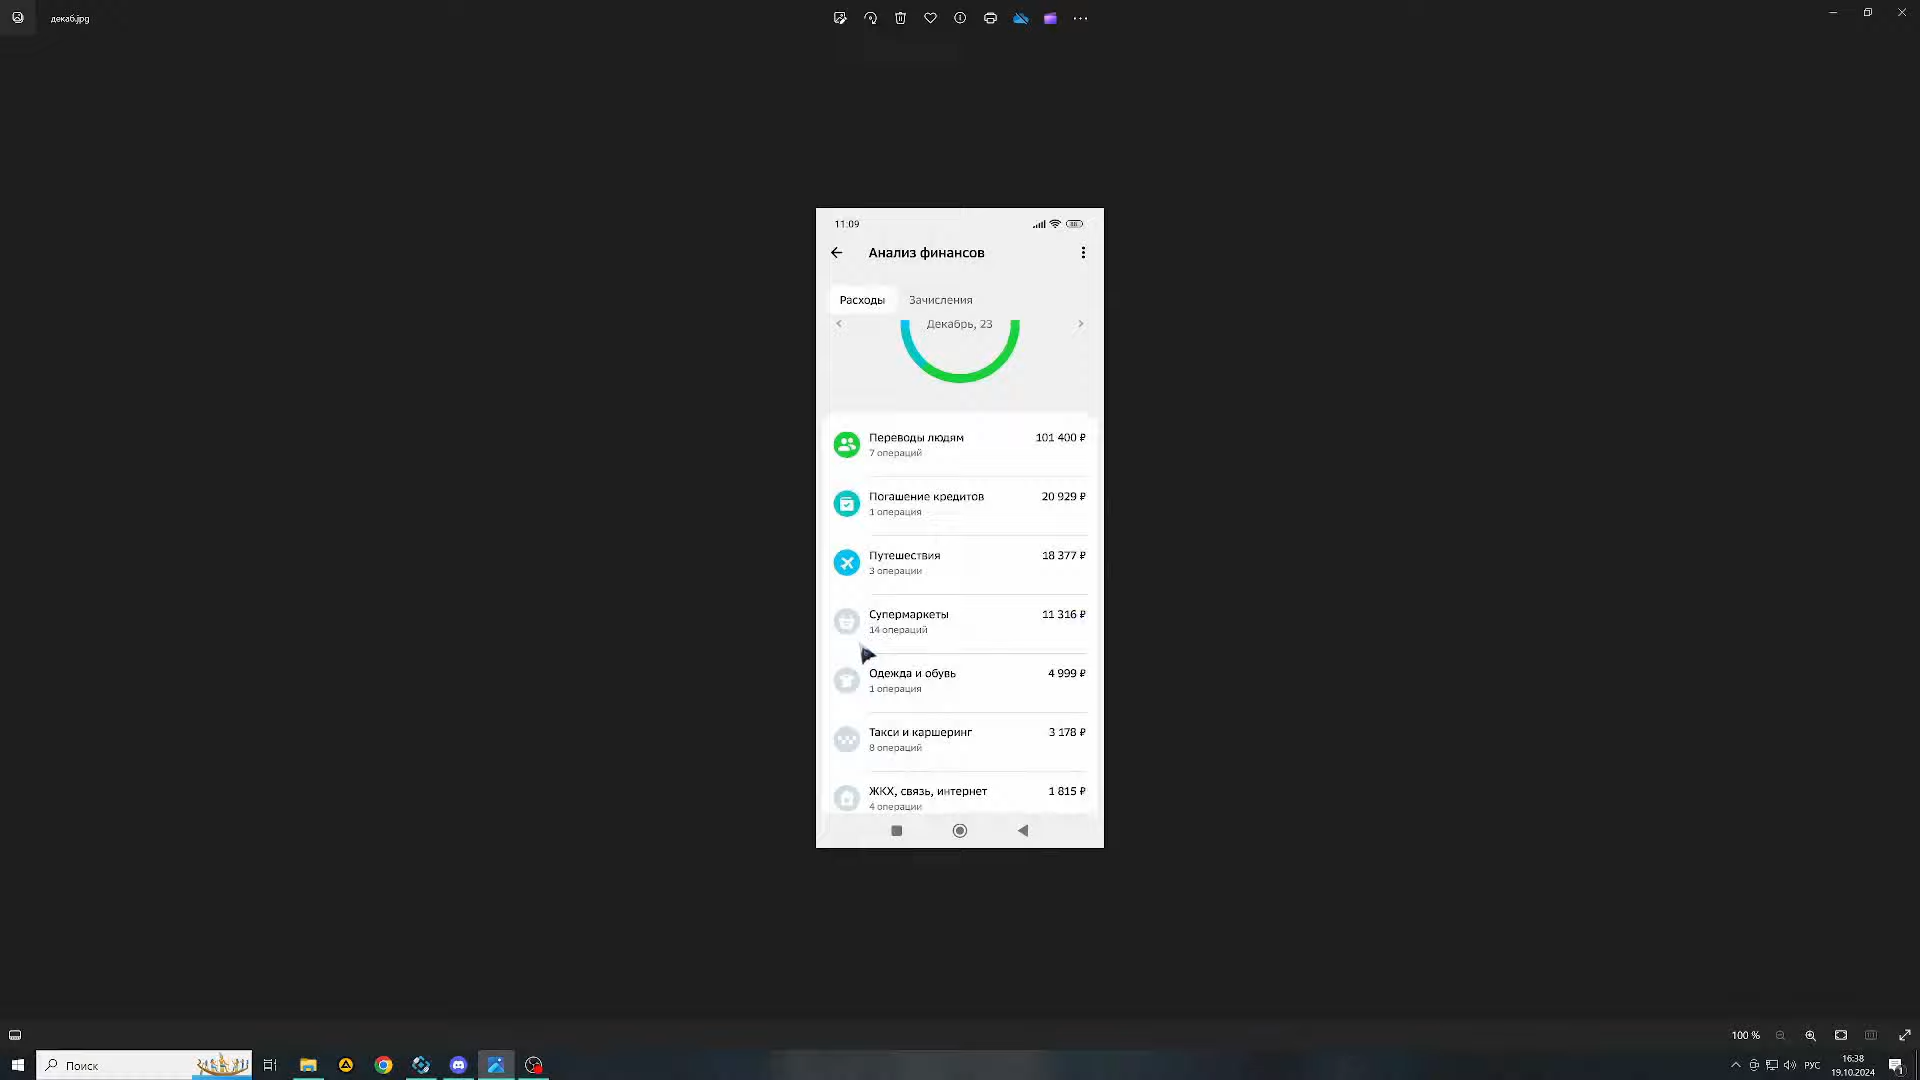 декаб.jpg
11:09
Анализ финансов
Расходы
Зачисления
Декабрь, 23
Переводы людям
101 400 ₽
7 операций
Погашение кредитов
20 929 ₽
1 операция
Путешествия
18 377 ₽
3 операции
Супермаркеты
11 316 ₽
14 операций
Одежда и обувь
4 999 ₽
1 операция
Такси и каршеринг
3 178 ₽
8 операций
ЖКХ, связь, интернет
1 815 ₽
4 операции
100 %
Поиск
РУС
16:38
19.10.2024